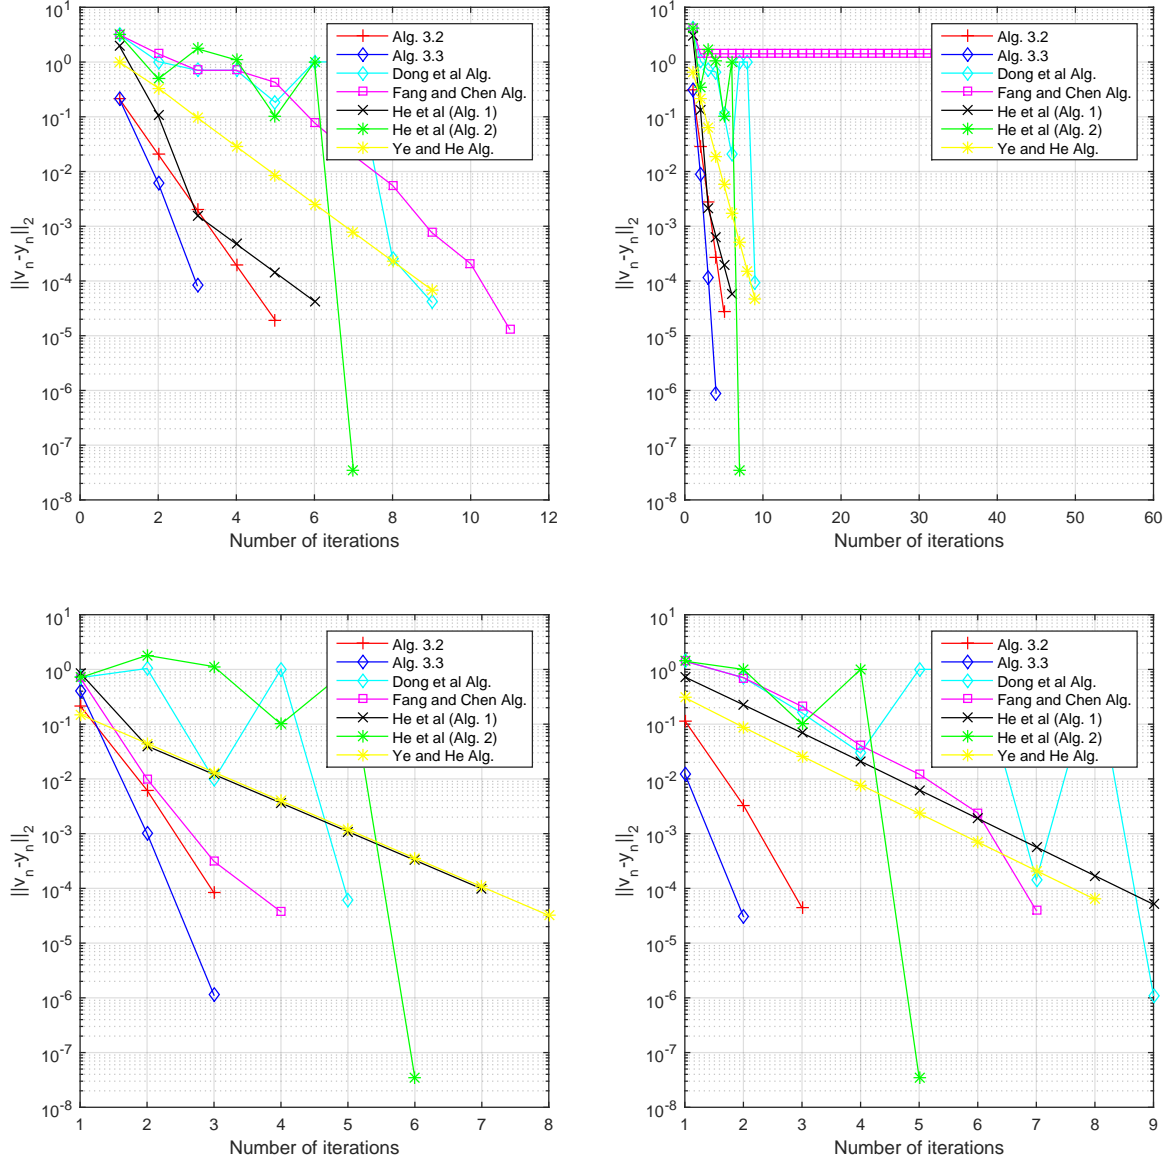 10^1
10^0
10^-1
10^-2
10^-3
10^-4
10^-5
10^-6
10^-7
10^-8
||v_n-y_n||_2
0 2 4 6 8 10 12
Number of iterations
Alg. 3.2
Alg. 3.3
Dong et al Alg.
Fang and Chen Alg.
He et al (Alg. 1)
He et al (Alg. 2)
Ye and He Alg.
10^1
10^0
10^-1
10^-2
10^-3
10^-4
10^-5
10^-6
10^-7
10^-8
||v_n-y_n||_2
0 10 20 30 40 50 60
Number of iterations
Alg. 3.2
Alg. 3.3
Dong et al Alg.
Fang and Chen Alg.
He et al (Alg. 1)
He et al (Alg. 2)
Ye and He Alg.
10^1
10^0
10^-1
10^-2
10^-3
10^-4
10^-5
10^-6
10^-7
10^-8
||v_n-y_n||_2
1 2 3 4 5 6 7 8
Number of iterations
Alg. 3.2
Alg. 3.3
Dong et al Alg.
Fang and Chen Alg.
He et al (Alg. 1)
He et al (Alg. 2)
Ye and He Alg.
10^1
10^0
10^-1
10^-2
10^-3
10^-4
10^-5
10^-6
10^-7
10^-8
||v_n-y_n||_2
1 2 3 4 5 6 7 8 9
Number of iterations
Alg. 3.2
Alg. 3.3
Dong et al Alg.
Fang and Chen Alg.
He et al (Alg. 1)
He et al (Alg. 2)
Ye and He Alg.